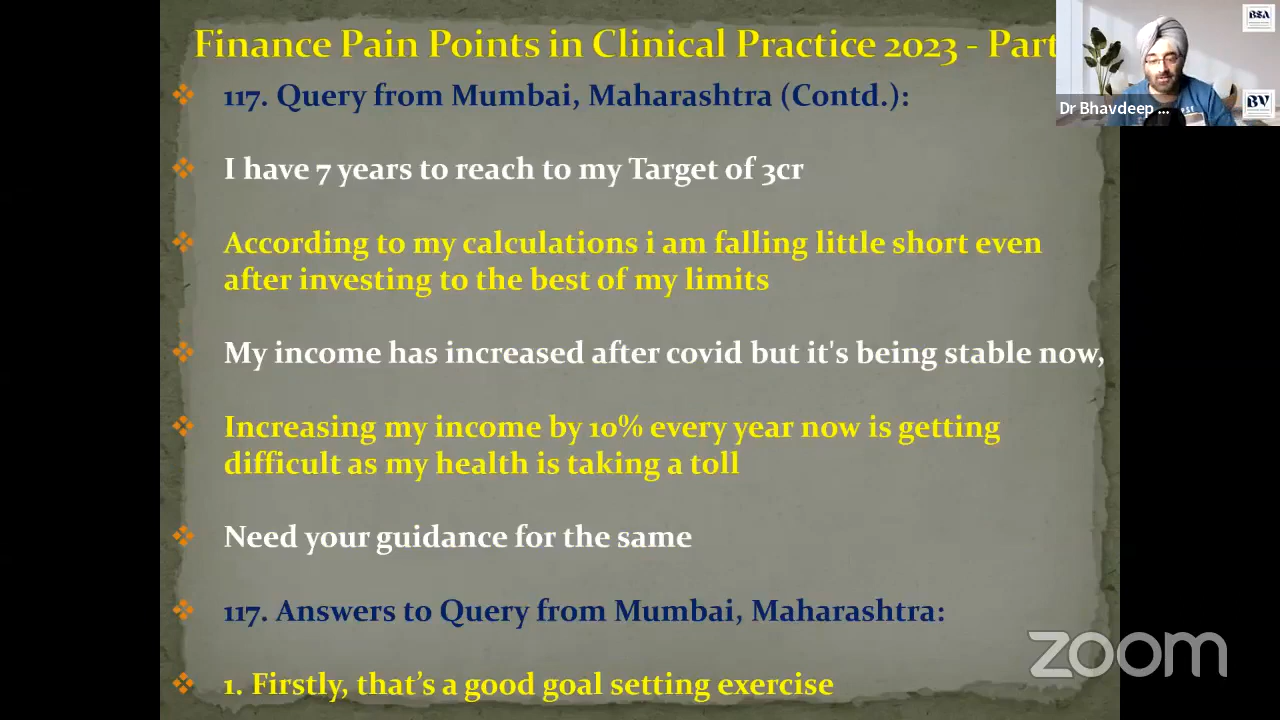 Finance Pain Points in Clinical Practice 2023 - Part
BSA
BV
Dr Bhavdeep ...
117. Query from Mumbai, Maharashtra (Contd.):
I have 7 years to reach to my Target of 3cr
According to my calculations i am falling little short even
after investing to the best of my limits
My income has increased after covid but it's being stable now,
Increasing my income by 10% every year now is getting
difficult as my health is taking a toll
Need your guidance for the same
117. Answers to Query from Mumbai, Maharashtra:
1. Firstly, that’s a good goal setting exercise
zoom